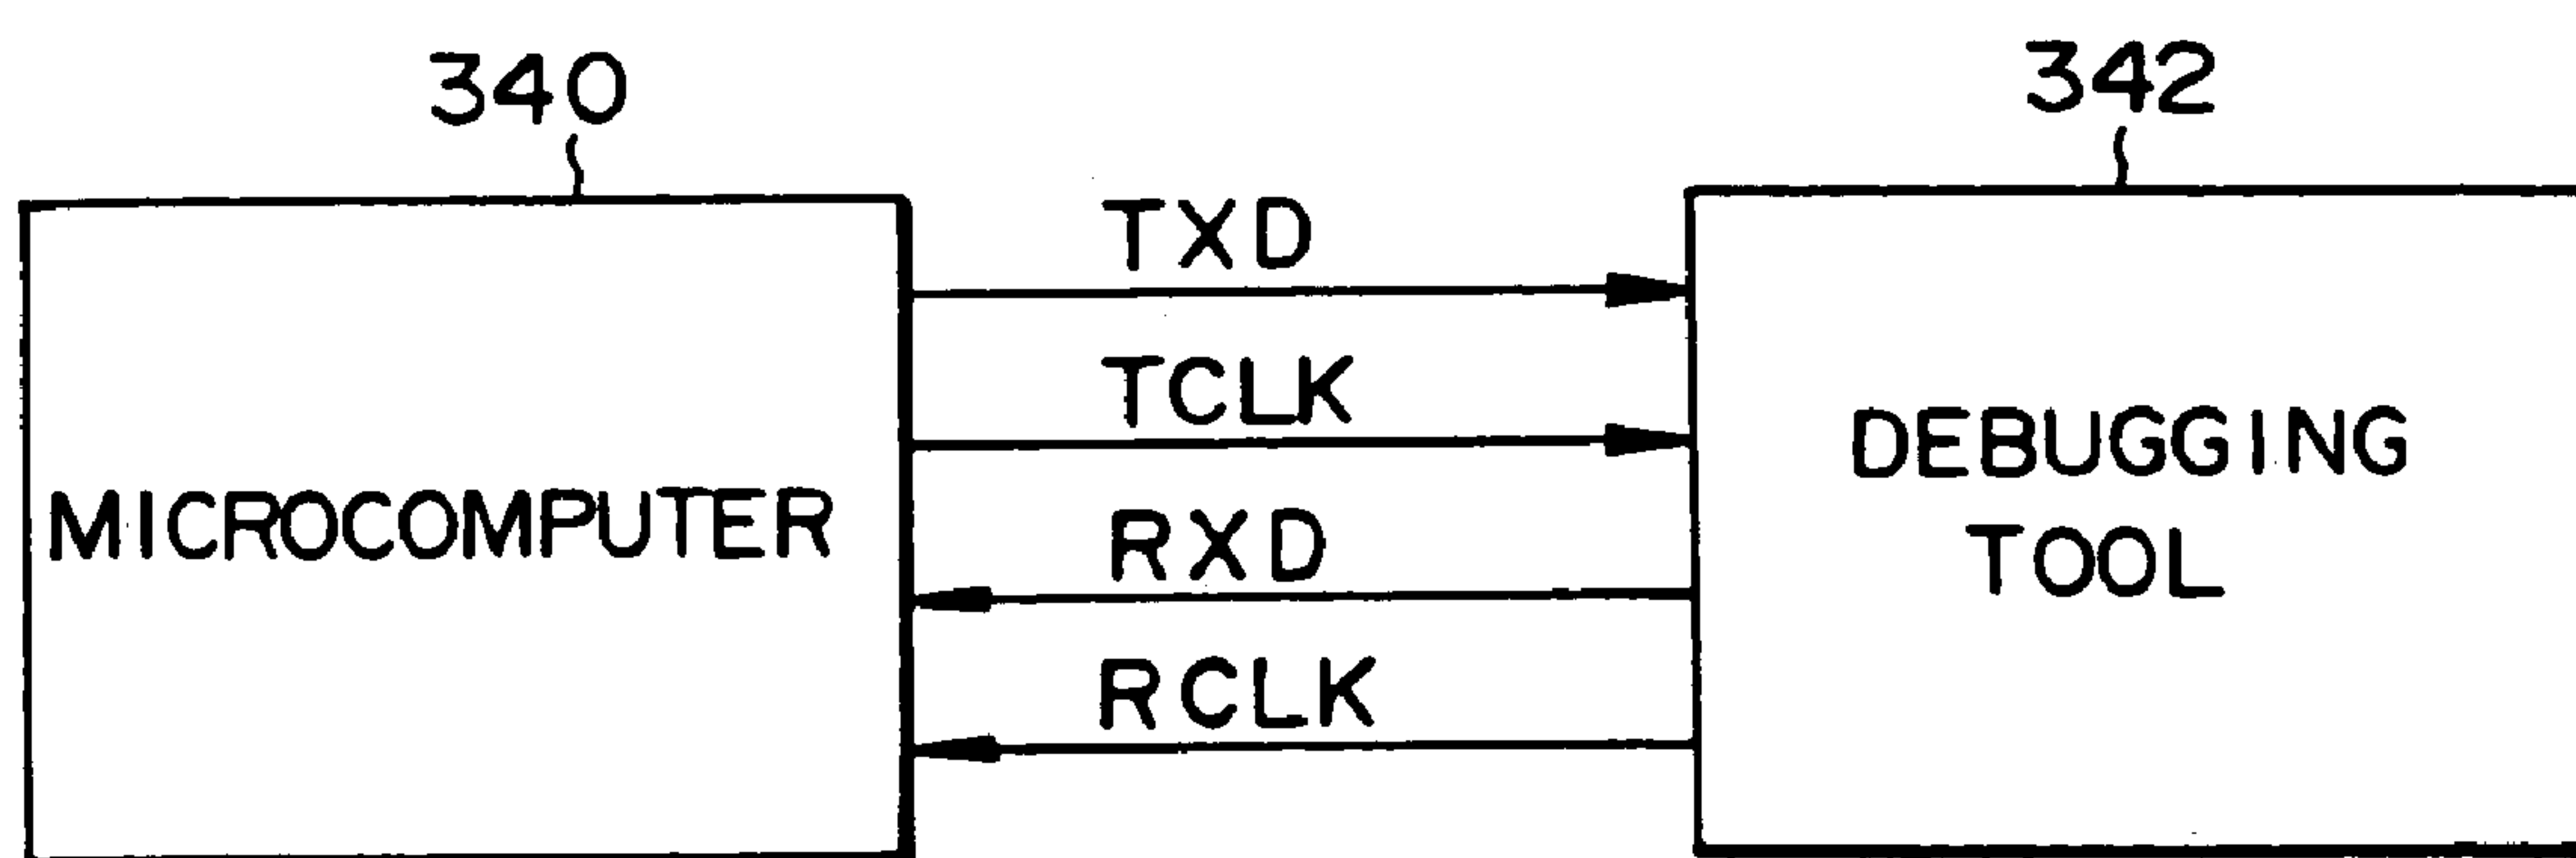 340
342
TXD
TCLK
RXD
RCLK
MICROCOMPUTER
DEBUGGING
TOOL